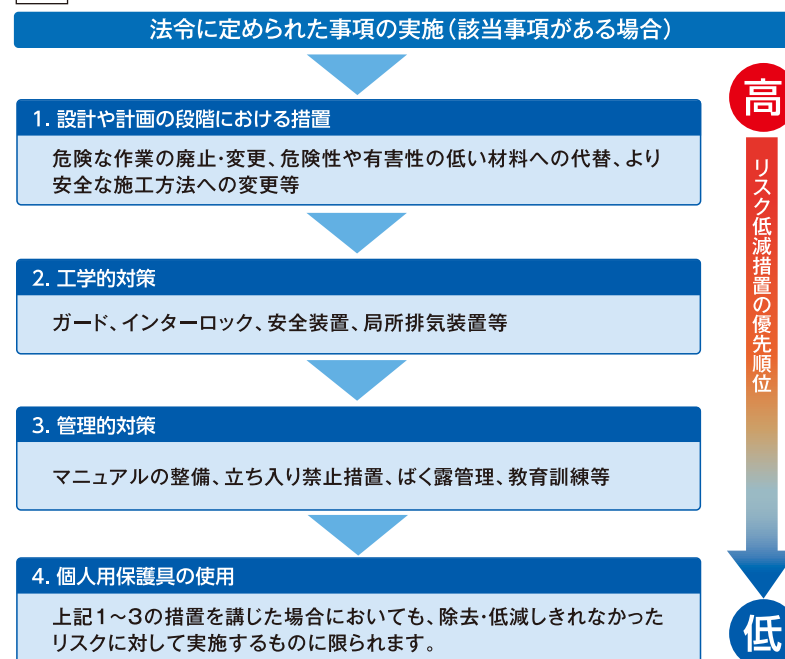 法令に定められた事項の実施(該当事項がある場合)
高
リスク低減措置の優先順位
低
1. 設計や計画の段階における措置
危険な作業の廃止・変更、危険性や有害性の低い材料への代替、より
安全な施工方法への変更等
2. 工学的対策
ガード、インターロック、安全装置、局所排気装置等
3. 管理的対策
マニュアルの整備、立ち入り禁止措置、ばく露管理、教育訓練等
4. 個人用保護具の使用
上記1〜3の措置を講じた場合においても、除去・低減しきれなかった
リスクに対して実施するものに限られます。